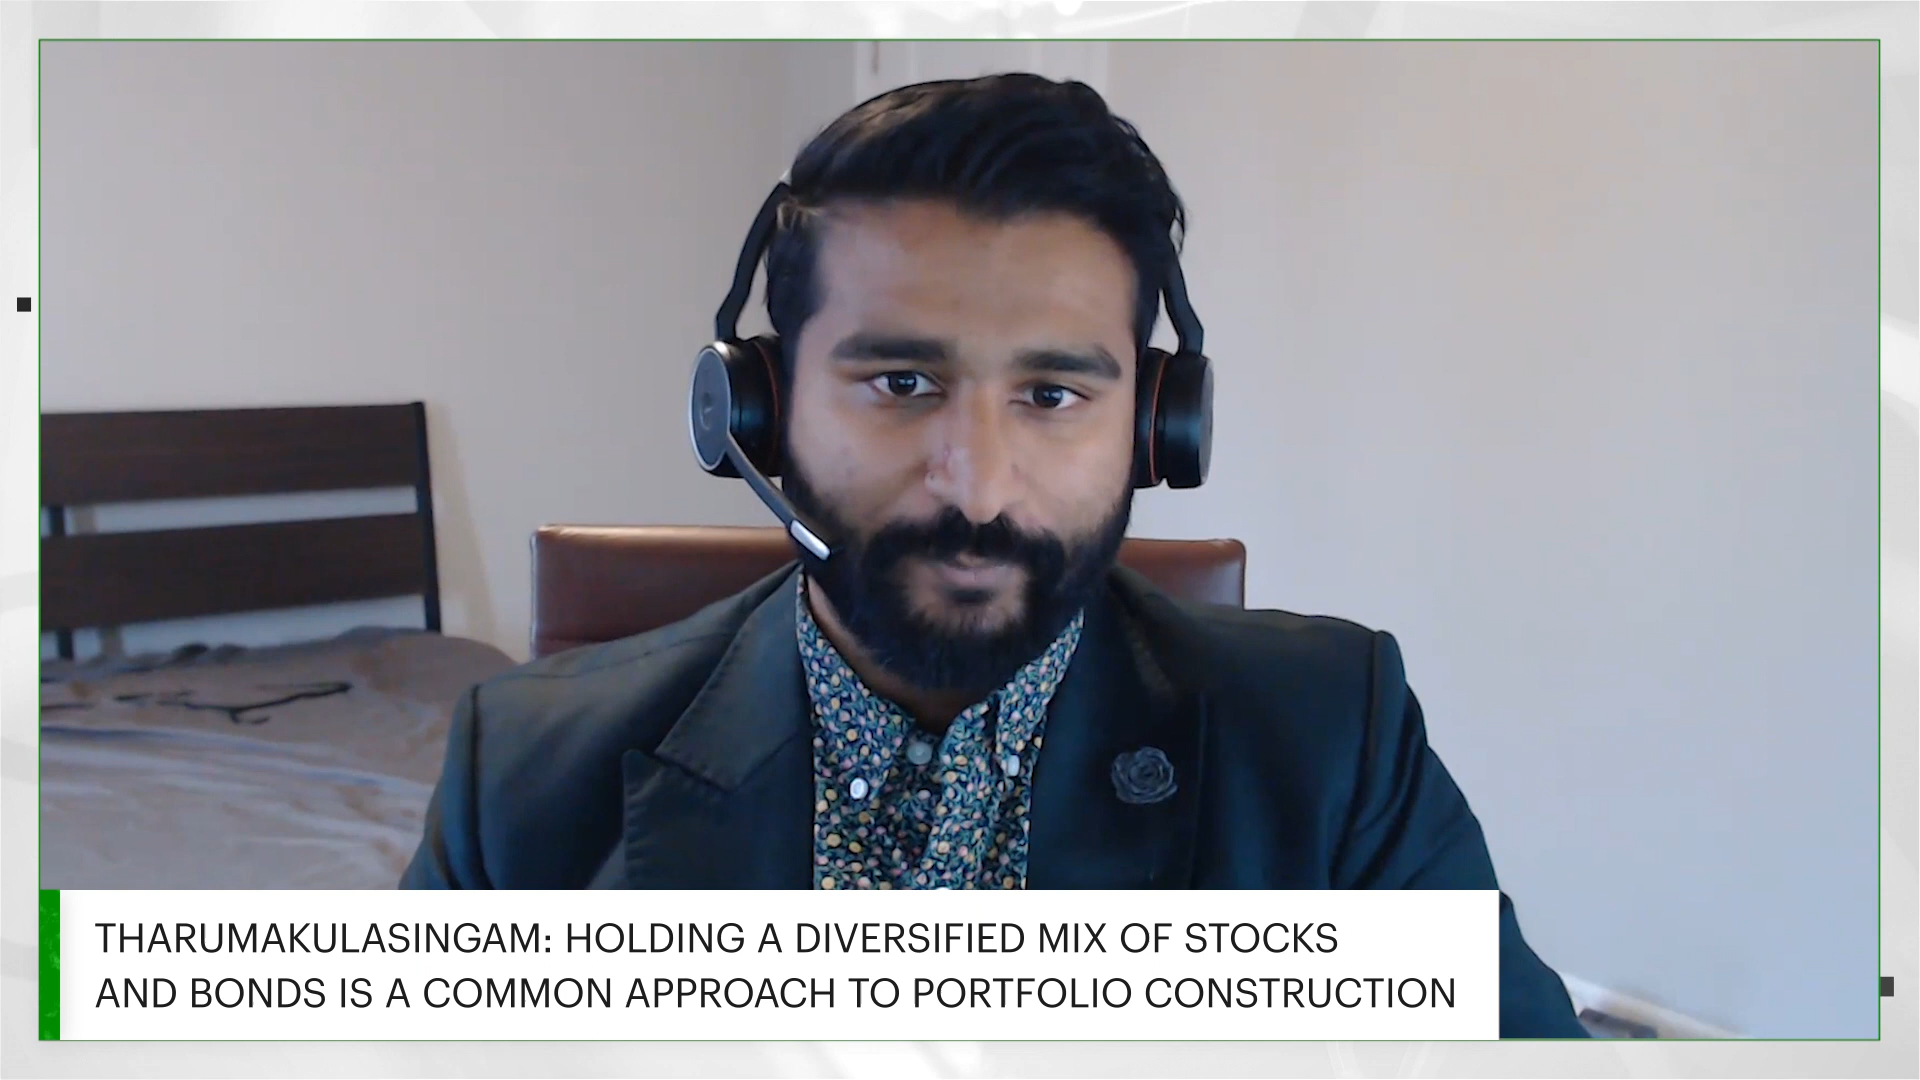 THARUMAKULASINGAM: HOLDING A DIVERSIFIED MIX OF STOCKS
AND BONDS IS A COMMON APPROACH TO PORTFOLIO CONSTRUCTION